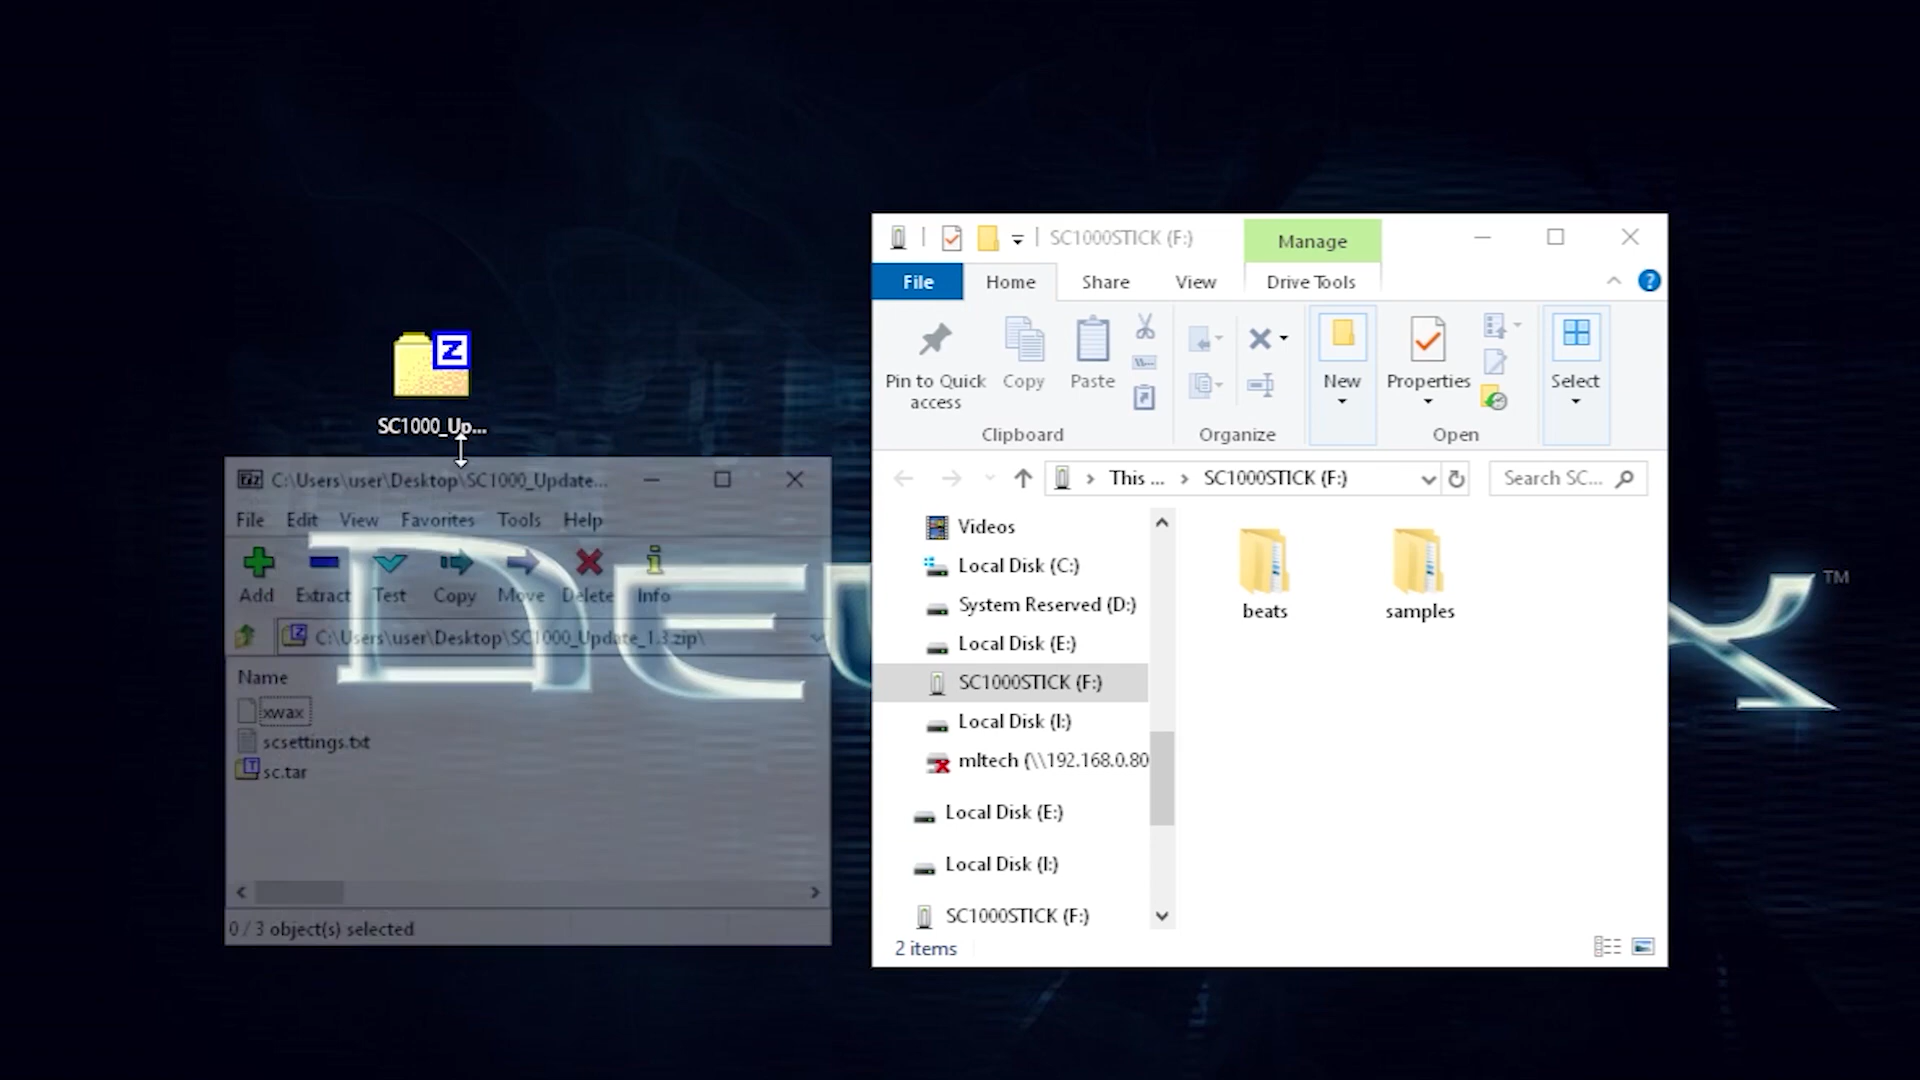 SC1000_Up...
C:\Users\user\Desktop\SC1000_Update...
File Edit View Favorites Tools Help
Add Extract Test Copy Move Delete Info
C:\Users\user\Desktop\SC1000_Update_1.3.zip\
Name
xwax
scsettings.txt
sc.tar
0 / 3 object(s) selected
SC1000STICK (F:)
Manage
File Home Share View Drive Tools
Pin to Quick
access
Copy
Paste
New
Properties
Select
Clipboard Organize Open
This ... SC1000STICK (F:)
Search SC...
Videos
Local Disk (C:)
System Reserved (D:)
Local Disk (E:)
SC1000STICK (F:)
Local Disk (I:)
mltech (\\192.168.0.80
Local Disk (E:)
Local Disk (I:)
SC1000STICK (F:)
beats
samples
2 items
TM